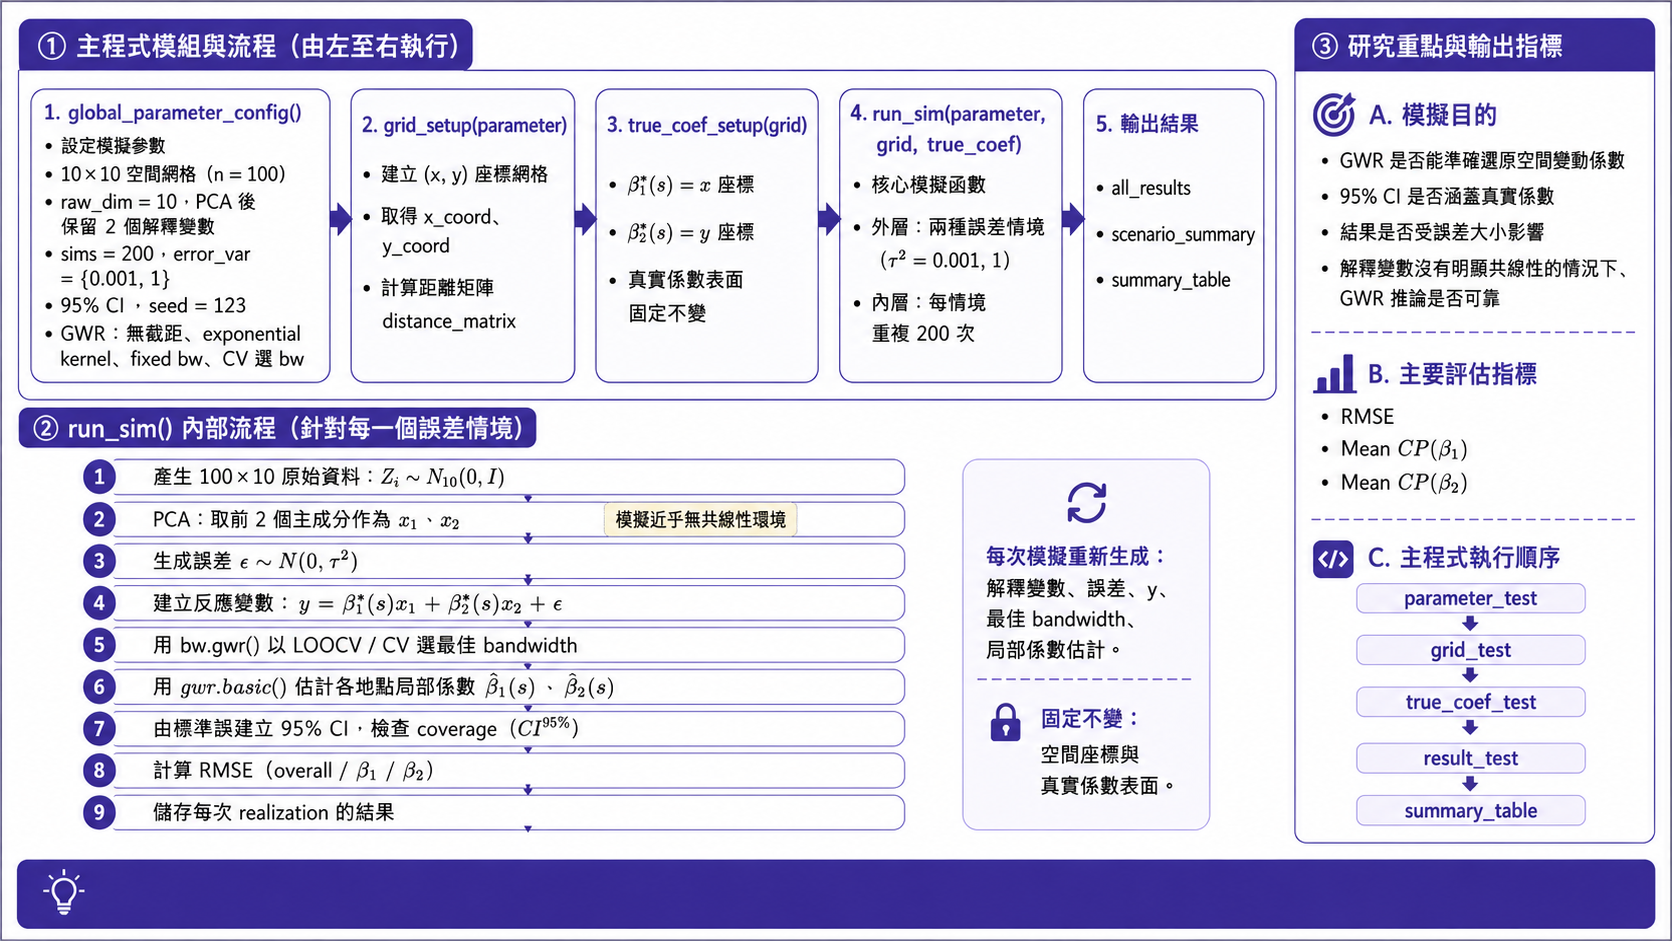 ① 主程式模組與流程（由左至右執行）
1. global_parameter_config()
• 設定模擬參數
• 10×10 空間網格（n = 100）
• raw_dim = 10，PCA 後
保留 2 個解釋變數
• sims = 200，error_var
= {0.001, 1}
• 95% CI ，seed = 123
• GWR：無截距、exponential
kernel、fixed bw、CV 選 bw
2. grid_setup(parameter)
• 建立 (x, y) 座標網格
• 取得 x_coord、
y_coord
• 計算距離矩陣
distance_matrix
3. true_coef_setup(grid)
• β₁*(s) = x 座標
• β₂*(s) = y 座標
• 真實係數表面
固定不變
4. run_sim(parameter,
grid, true_coef)
• 核心模擬函數
• 外層：兩種誤差情境
（τ² = 0.001, 1）
• 內層：每情境
重複 200 次
5. 輸出結果
• all_results
• scenario_summary
• summary_table
② run_sim() 內部流程（針對每一個誤差情境）
1 產生 100×10 原始資料：Zᵢ ~ N₁₀(0, I)
2 PCA：取前 2 個主成分作為 x₁、x₂
模擬近乎無共線性環境
3 生成誤差 ϵ ~ N(0, τ²)
4 建立反應變數： y = β₁*(s)x₁ + β₂*(s)x₂ + ϵ
5 用 bw.gwr() 以 LOOCV / CV 選最佳 bandwidth
6 用 gwr.basic() 估計各地點局部係數 β̂₁(s) 、 β̂₂(s)
7 由標準誤建立 95% CI，檢查 coverage（CI⁹⁵%）
8 計算 RMSE（overall / β₁ / β₂）
9 儲存每次 realization 的結果
每次模擬重新生成：
解釋變數、誤差、y、
最佳 bandwidth、
局部係數估計。
固定不變：
空間座標與
真實係數表面。
③ 研究重點與輸出指標
A. 模擬目的
• GWR 是否能準確選原空間變動係數
• 95% CI 是否涵蓋真實係數
• 結果是否受誤差大小影響
• 解釋變數沒有明顯共線性的情況下、
GWR 推論是否可靠
B. 主要評估指標
• RMSE
• Mean CP(β₁)
• Mean CP(β₂)
</> C. 主程式執行順序
parameter_test
grid_test
true_coef_test
result_test
summary_table